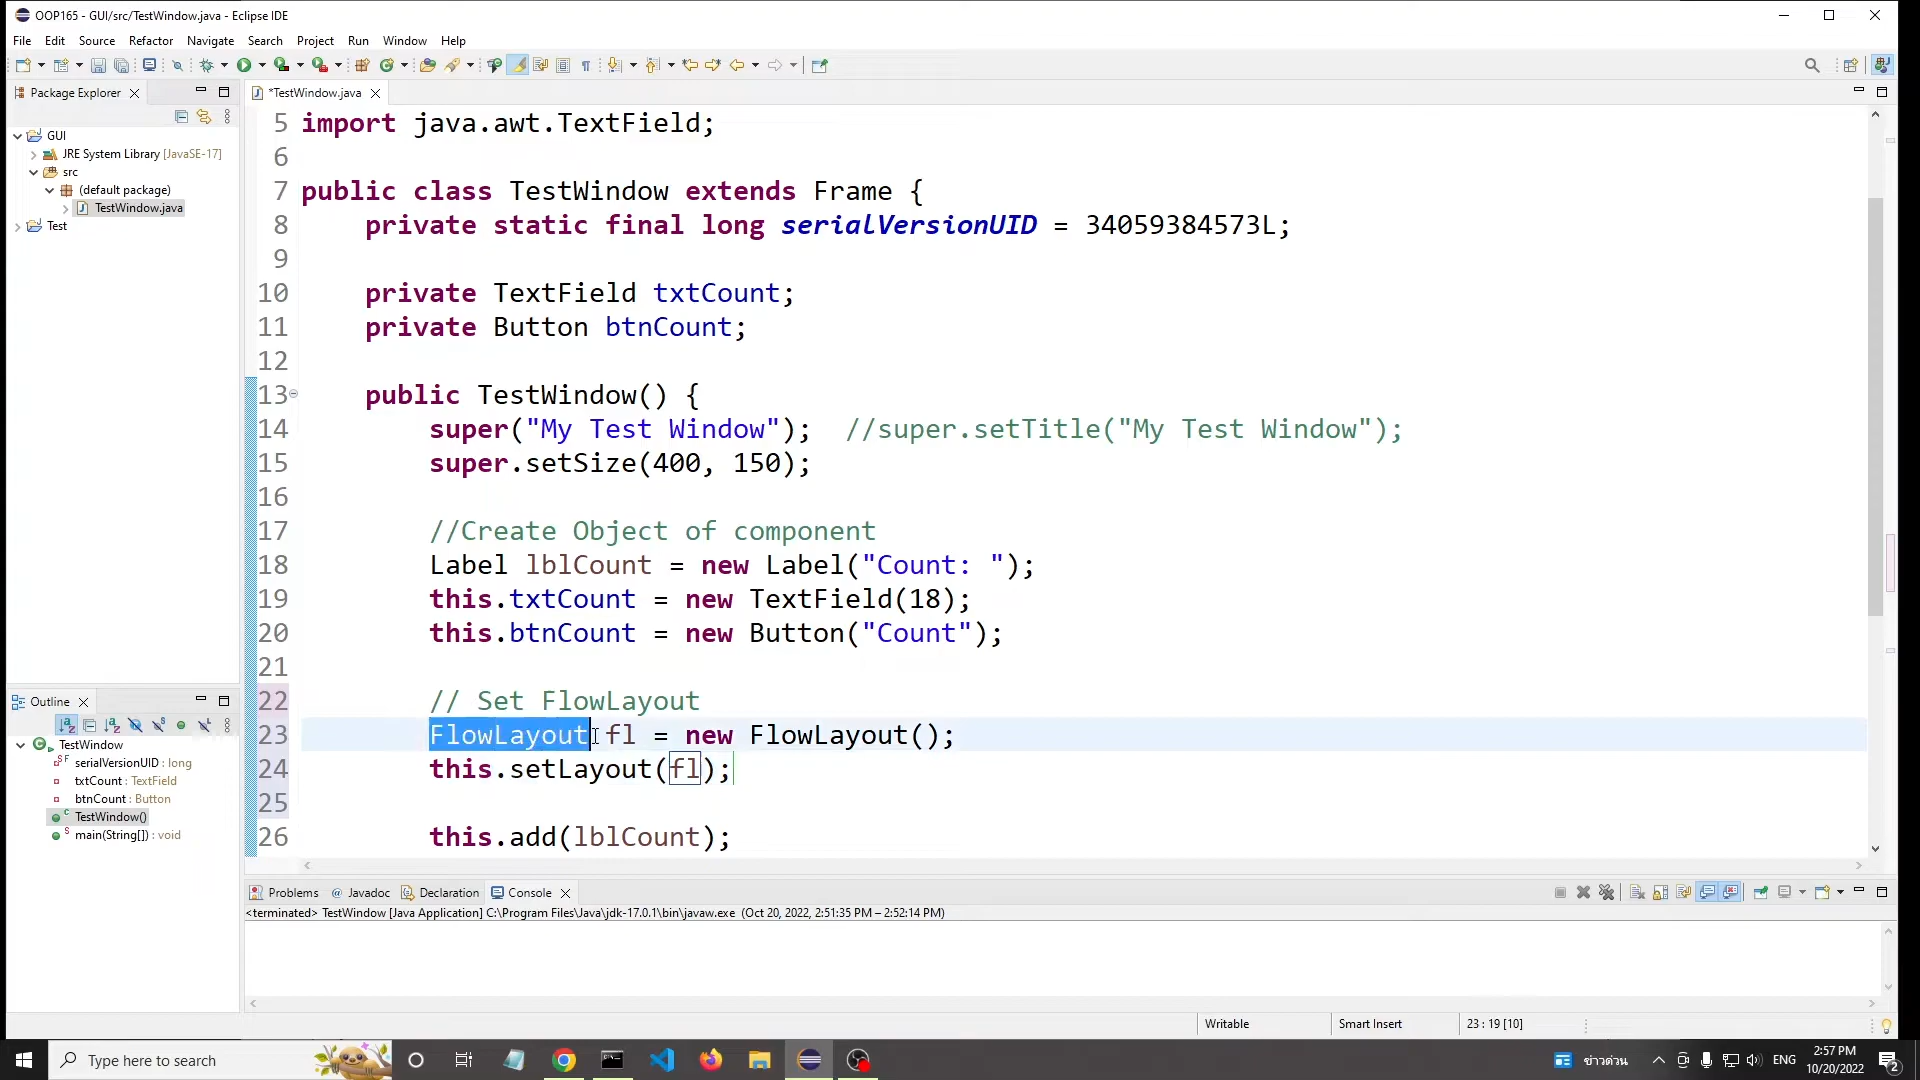 OOP165 - GUI/src/TestWindow.java - Eclipse IDE
File Edit Source Refactor Navigate Search Project Run Window Help
Package Explorer
*TestWindow.java
GUI
JRE System Library [JavaSE-17]
src
(default package)
TestWindow.java
Test
5 import java.awt.TextField;
6
7 public class TestWindow extends Frame {
8 private static final long serialVersionUID = 34059384573L;
9
10 private TextField txtCount;
11 private Button btnCount;
12
13 public TestWindow() {
14 super("My Test Window"); //super.setTitle("My Test Window");
15 super.setSize(400, 150);
16
17 //Create Object of component
18 Label lblCount = new Label("Count: ");
19 this.txtCount = new TextField(18);
20 this.btnCount = new Button("Count");
21
22 // Set FlowLayout
23 FlowLayout fl = new FlowLayout();
24 this.setLayout(fl);
25
26 this.add(lblCount);
Outline
TestWindow
serialVersionUID : long
txtCount : TextField
btnCount : Button
TestWindow()
main(String[]) : void
Problems Javadoc Declaration Console
<terminated> TestWindow [Java Application] C:\Program Files\Java\jdk-17.0.1\bin\javaw.exe (Oct 20, 2022, 2:51:35 PM – 2:52:14 PM)
Writable Smart Insert 23 : 19 [10]
Type here to search
ข่าวด่วน
ENG
2:57 PM
10/20/2022
2